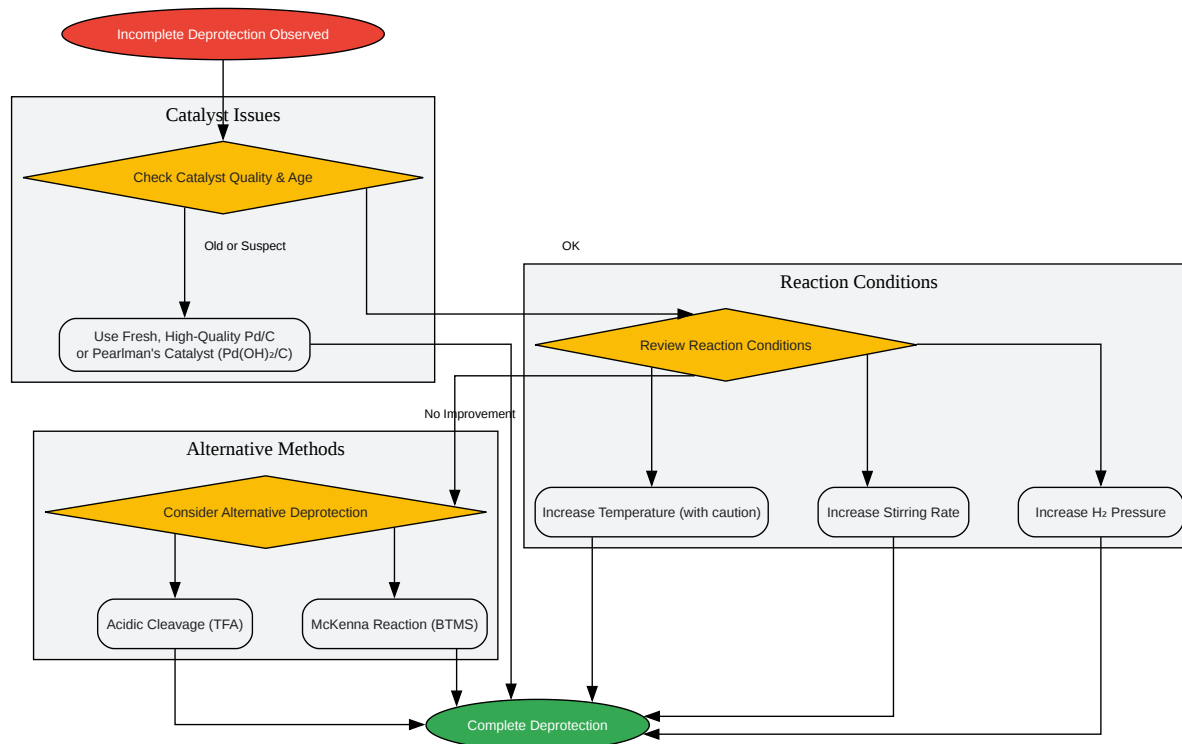 Incomplete Deprotection Observed
Catalyst Issues
Check Catalyst Quality & Age
Old or Suspect
OK
Use Fresh, High-Quality Pd/C
or Pearlman's Catalyst (Pd(OH)₂/C)
Reaction Conditions
Review Reaction Conditions
No Improvement
Alternative Methods
Consider Alternative Deprotection
Increase Temperature (with caution)
Increase Stirring Rate
Increase H₂ Pressure
Acidic Cleavage (TFA)
McKenna Reaction (BTMS)
Complete Deprotection